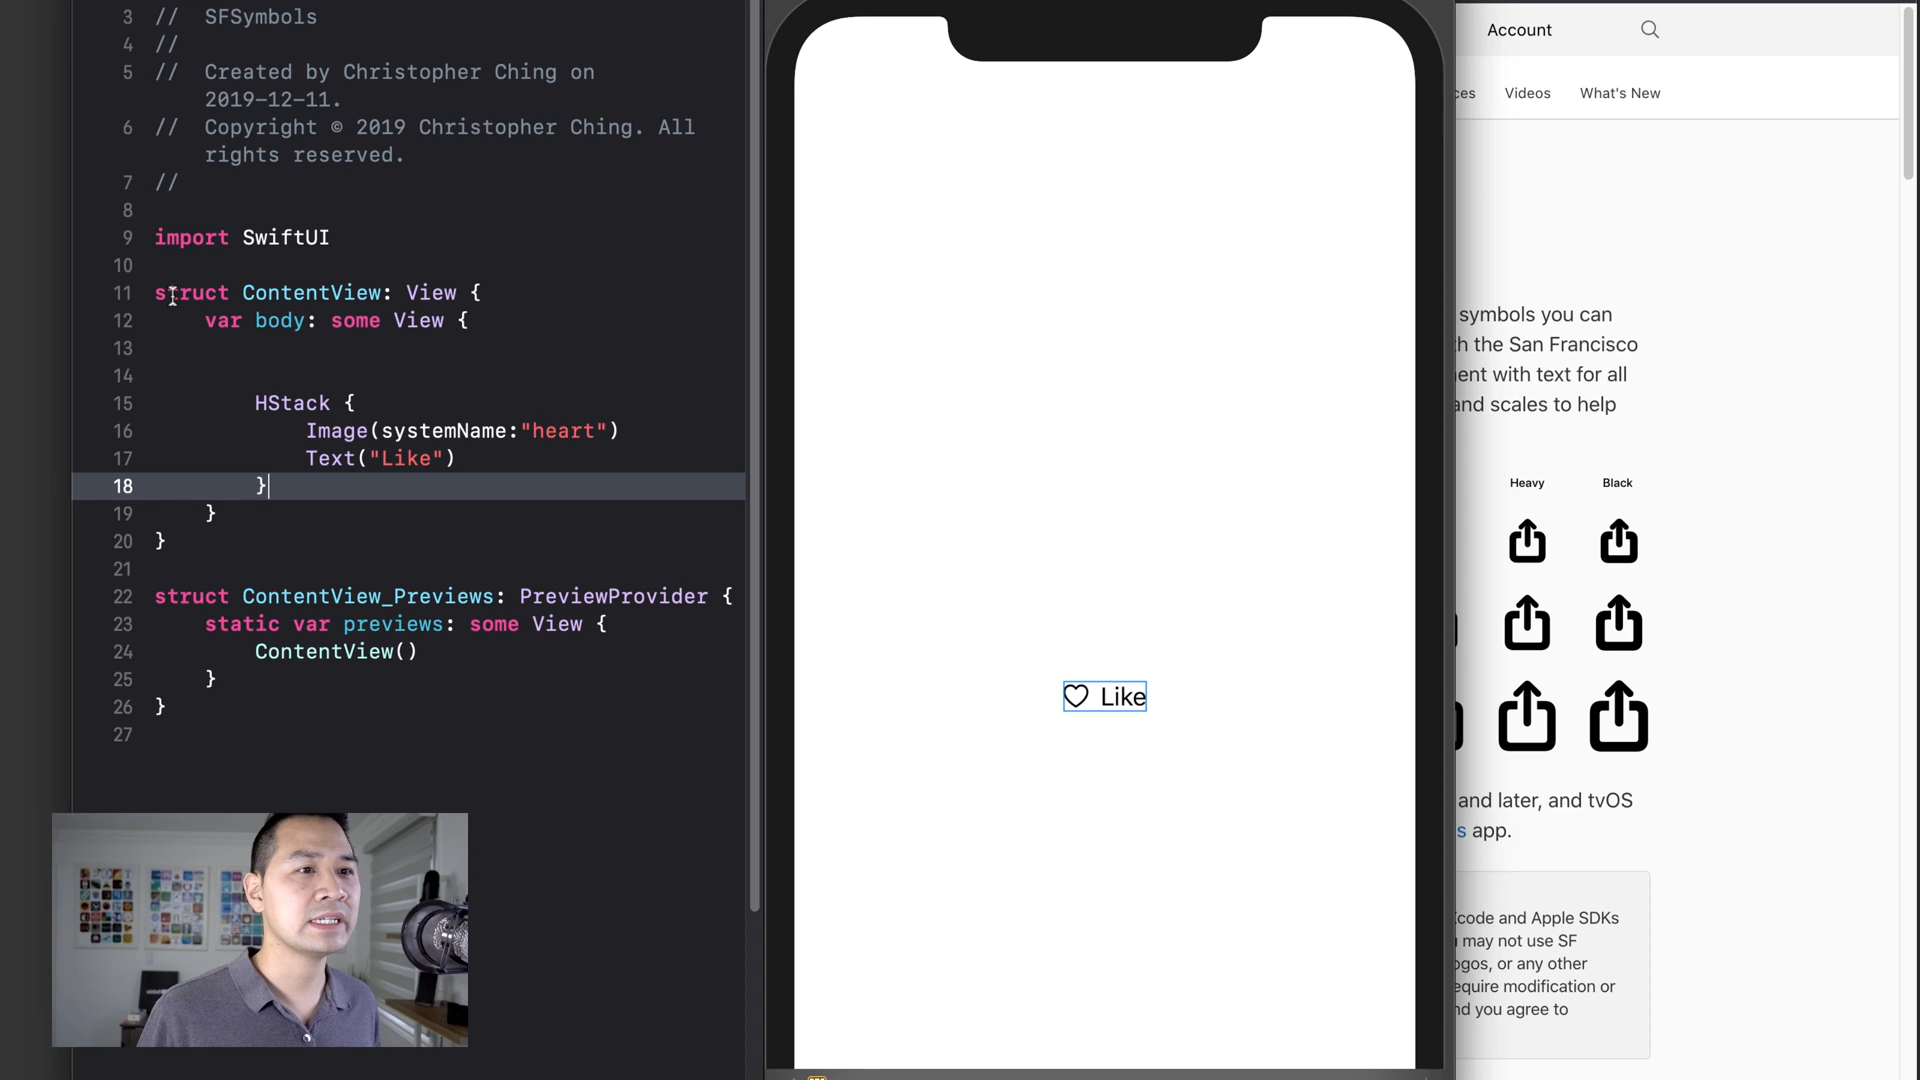 3 // SFSymbols
4 //
5 // Created by Christopher Ching on
2019-12-11.
6 // Copyright © 2019 Christopher Ching. All
rights reserved.
7 //
8
9 import SwiftUI
10
11 struct ContentView: View {
12 var body: some View {
13
14
15 HStack {
16 Image(systemName:"heart")
17 Text("Like")
18 }
19 }
20 }
21
22 struct ContentView_Previews: PreviewProvider {
23 static var previews: some View {
24 ContentView()
25 }
26 }
27
Like
Account
ces Videos What's New
symbols you can
h the San Francisco
ent with text for all
and scales to help
Heavy Black
and later, and tvOS
s app.
code and Apple SDKs
may not use SF
ogos, or any other
equire modification or
nd you agree to